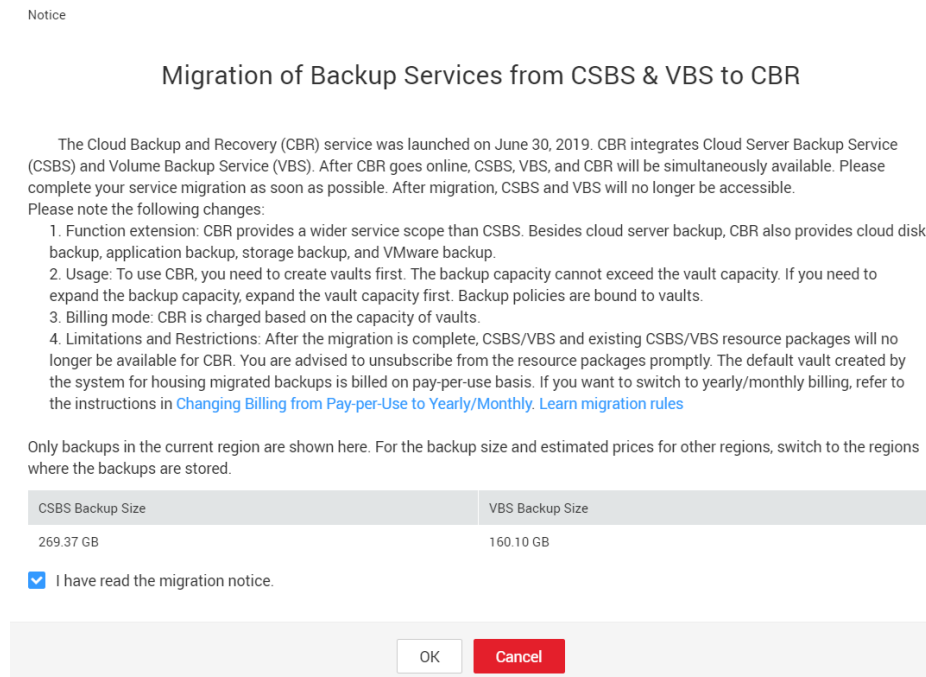 Notice
Migration of Backup Services from CSBS & VBS to CBR
The Cloud Backup and Recovery (CBR) service was launched on June 30, 2019. CBR integrates Cloud Server Backup Service
(CSBS) and Volume Backup Service (VBS). After CBR goes online, CSBS, VBS, and CBR will be simultaneously available. Please
complete your service migration as soon as possible. After migration, CSBS and VBS will no longer be accessible.
Please note the following changes:
1. Function extension: CBR provides a wider service scope than CSBS. Besides cloud server backup, CBR also provides cloud disk
backup, application backup, storage backup, and VMware backup.
2. Usage: To use CBR, you need to create vaults first. The backup capacity cannot exceed the vault capacity. If you need to
expand the backup capacity, expand the vault capacity first. Backup policies are bound to vaults.
3. Billing mode: CBR is charged based on the capacity of vaults.
4. Limitations and Restrictions: After the migration is complete, CSBS/VBS and existing CSBS/VBS resource packages will no
longer be available for CBR. You are advised to unsubscribe from the resource packages promptly. The default vault created by
the system for housing migrated backups is billed on pay-per-use basis. If you want to switch to yearly/monthly billing, refer to
the instructions in Changing Billing from Pay-per-Use to Yearly/Monthly. Learn migration rules
Only backups in the current region are shown here. For the backup size and estimated prices for other regions, switch to the regions
where the backups are stored.
CSBS Backup Size VBS Backup Size
269.37 GB 160.10 GB
I have read the migration notice.
OK Cancel